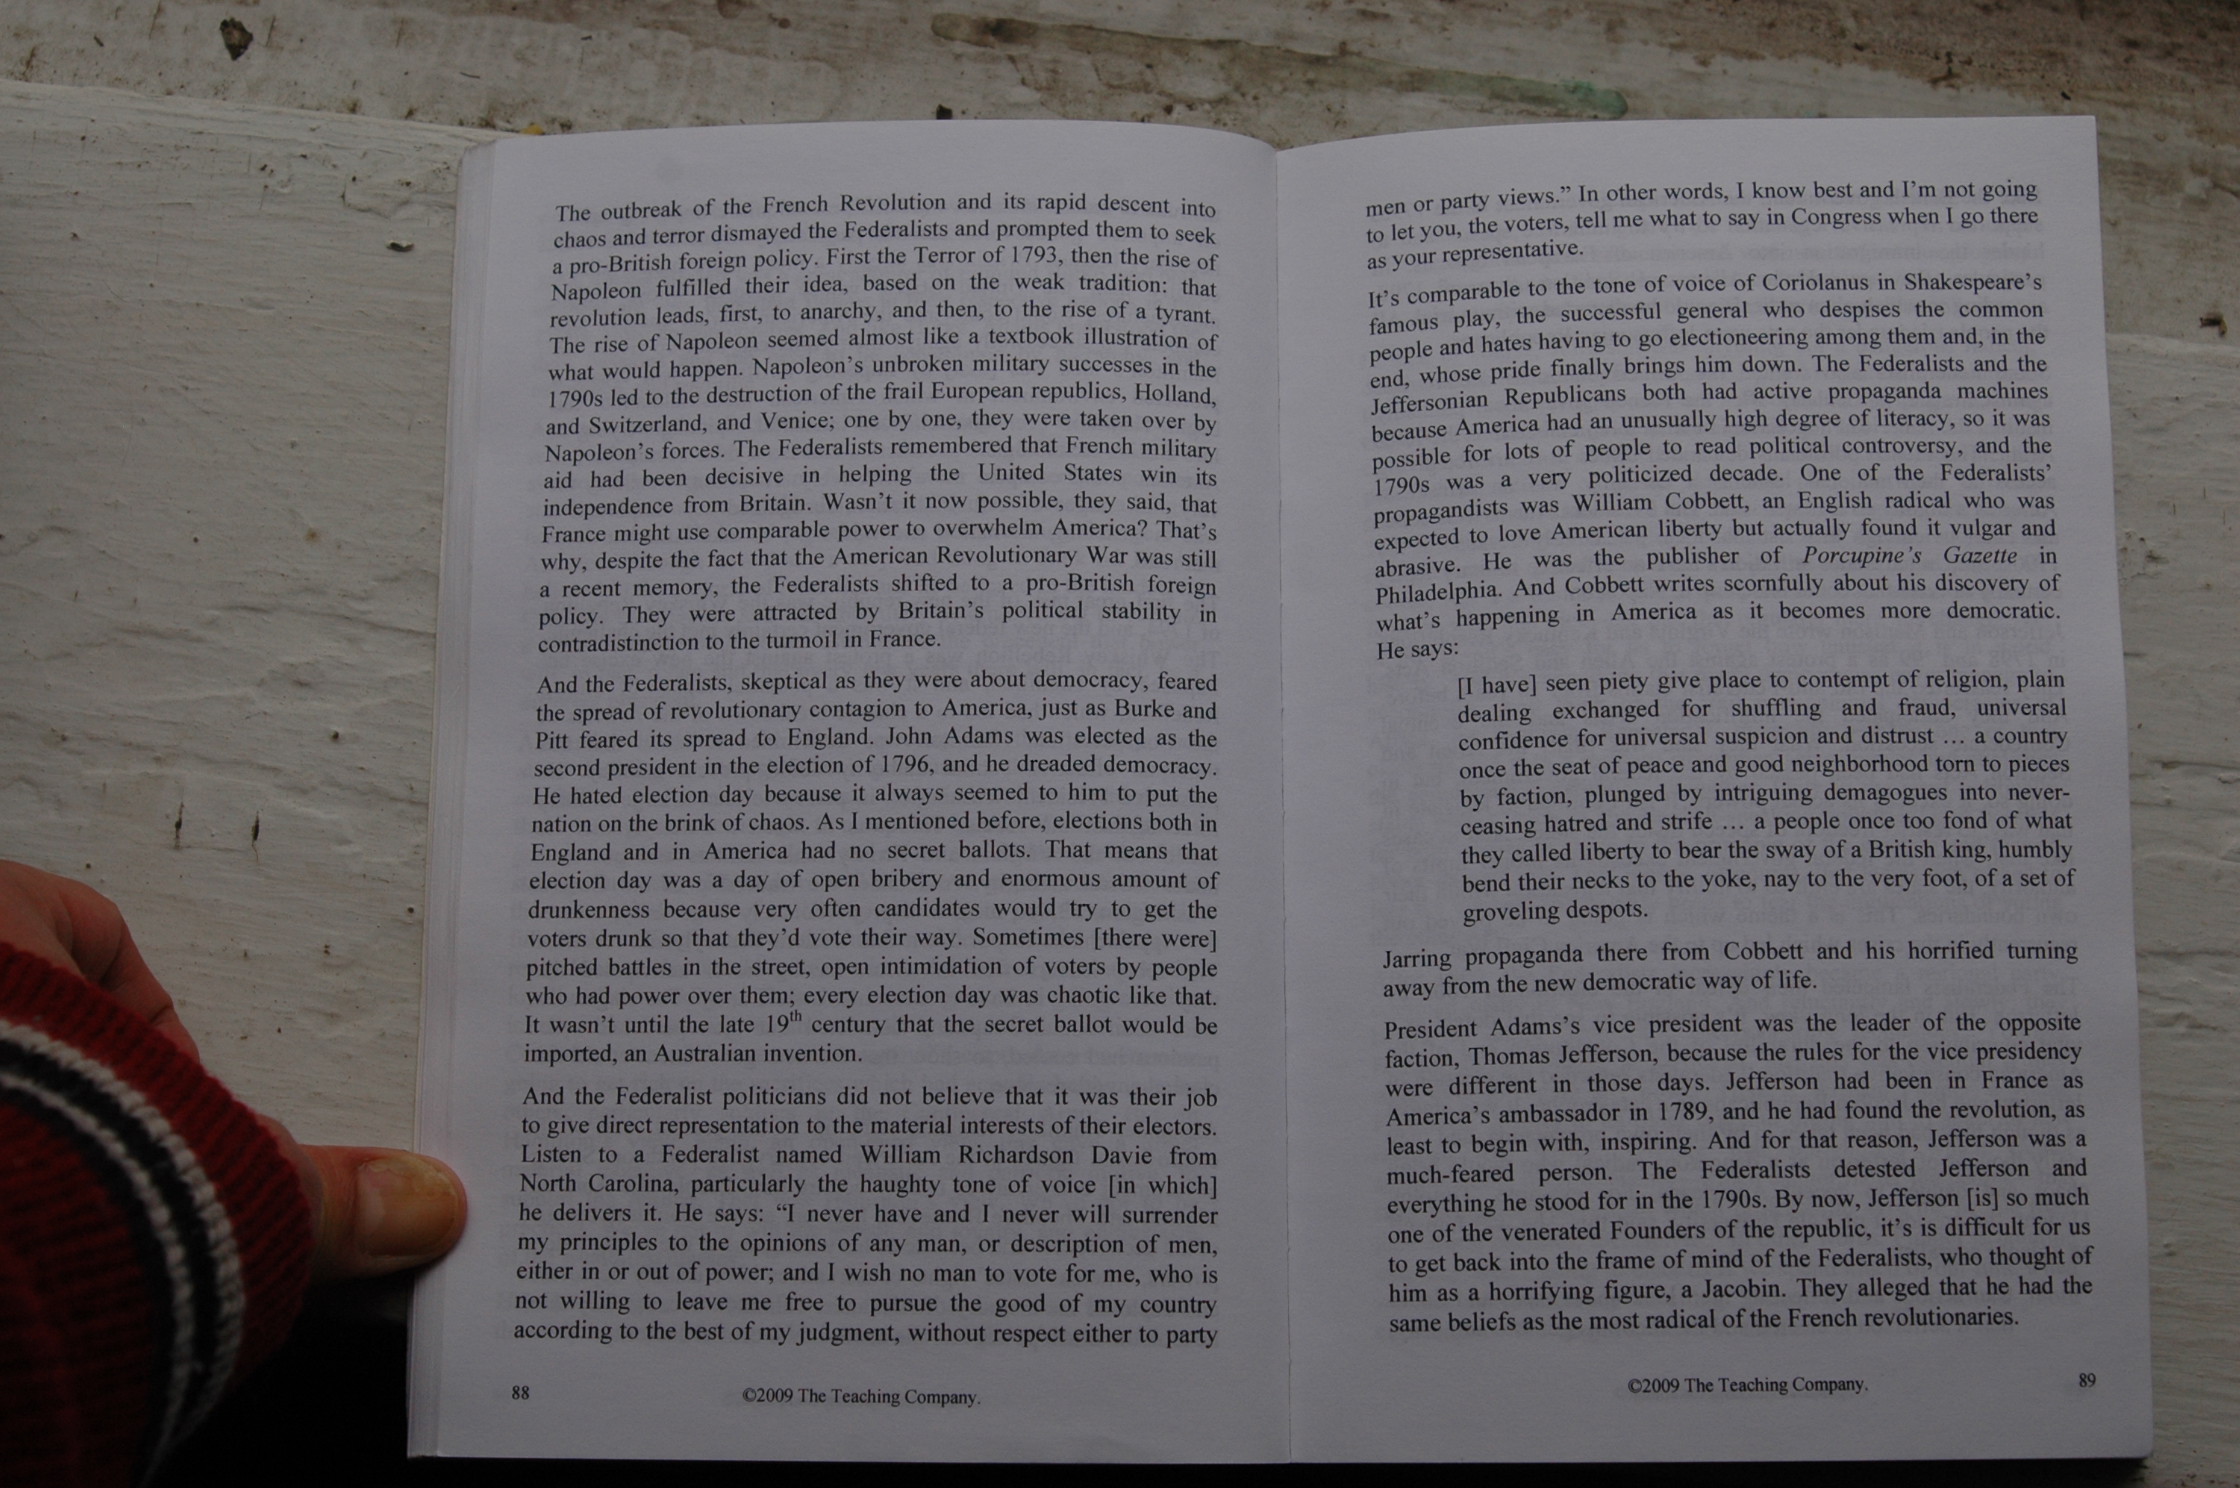 The outbreak of the French Revolution and its rapid descent into
chaos and terror dismayed the Federalists and prompted them to seek
a pro-British foreign policy. First the Terror of 1793, then the rise of
Napoleon fulfilled their idea, based on the weak tradition: that
revolution leads, first, to anarchy, and then, to the rise of a tyrant.
The rise of Napoleon seemed almost like a textbook illustration of
what would happen. Napoleon's unbroken military successes in the
1790s led to the destruction of the frail European republics, Holland,
and Switzerland, and Venice; one by one, they were taken over by
Napoleon's forces. The Federalists remembered that French military
aid had been decisive in helping the United States win its
independence from Britain. Wasn't it now possible, they said, that
France might use comparable power to overwhelm America? That's
why, despite the fact that the American Revolutionary War was still
a recent memory, the Federalists shifted to a pro-British foreign
policy. They were attracted by Britain's political stability in
contradistinction to the turmoil in France.
And the Federalists, skeptical as they were about democracy, feared
the spread of revolutionary contagion to America, just as Burke and
Pitt feared its spread to England. John Adams was elected as the
second president in the election of 1796, and he dreaded democracy.
He hated election day because it always seemed to him to put the
nation on the brink of chaos. As I mentioned before, elections both in
England and in America had no secret ballots. That means that
election day was a day of open bribery and enormous amount of
drunkenness because very often candidates would try to get the
voters drunk so that they'd vote their way. Sometimes [there were]
pitched battles in the street, open intimidation of voters by people
who had power over them; every election day was chaotic like that.
It wasn't until the late 19th century that the secret ballot would be
imported, an Australian invention.
And the Federalist politicians did not believe that it was their job
to give direct representation to the material interests of their electors.
Listen to a Federalist named William Richardson Davie from
North Carolina, particularly the haughty tone of voice [in which]
he delivers it. He says: “I never have and I never will surrender
my principles to the opinions of any man, or description of men,
either in or out of power; and I wish no man to vote for me, who is
not willing to leave me free to pursue the good of my country
according to the best of my judgment, without respect either to party
88
©2009 The Teaching Company.
men or party views.” In other words, I know best and I'm not going
to let you, the voters, tell me what to say in Congress when I go there
as your representative.
It's comparable to the tone of voice of Coriolanus in Shakespeare's
famous play, the successful general who despises the common
people and hates having to go electioneering among them and, in the
end, whose pride finally brings him down. The Federalists and the
Jeffersonian Republicans both had active propaganda machines
because America had an unusually high degree of literacy, so it was
possible for lots of people to read political controversy, and the
1790s was a very politicized decade. One of the Federalists'
propagandists was William Cobbett, an English radical who was
expected to love American liberty but actually found it vulgar and
abrasive. He was the publisher of Porcupine's Gazette in
Philadelphia. And Cobbett writes scornfully about his discovery of
what's happening in America as it becomes more democratic.
He says:
[I have] seen piety give place to contempt of religion, plain
dealing exchanged for shuffling and fraud, universal
confidence for universal suspicion and distrust … a country
once the seat of peace and good neighborhood torn to pieces
by faction, plunged by intriguing demagogues into never-
ceasing hatred and strife … a people once too fond of what
they called liberty to bear the sway of a British king, humbly
bend their necks to the yoke, nay to the very foot, of a set of
groveling despots.
Jarring propaganda there from Cobbett and his horrified turning
away from the new democratic way of life.
President Adams's vice president was the leader of the opposite
faction, Thomas Jefferson, because the rules for the vice presidency
were different in those days. Jefferson had been in France as
America's ambassador in 1789, and he had found the revolution, as
least to begin with, inspiring. And for that reason, Jefferson was a
much-feared person. The Federalists detested Jefferson and
everything he stood for in the 1790s. By now, Jefferson [is] so much
one of the venerated Founders of the republic, it's is difficult for us
to get back into the frame of mind of the Federalists, who thought of
him as a horrifying figure, a Jacobin. They alleged that he had the
same beliefs as the most radical of the French revolutionaries.
©2009 The Teaching Company.
89